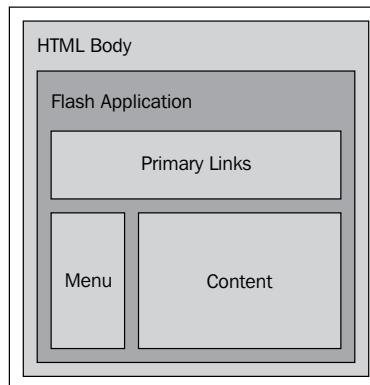 HTML Body
Flash Application
Primary Links
Menu
Content